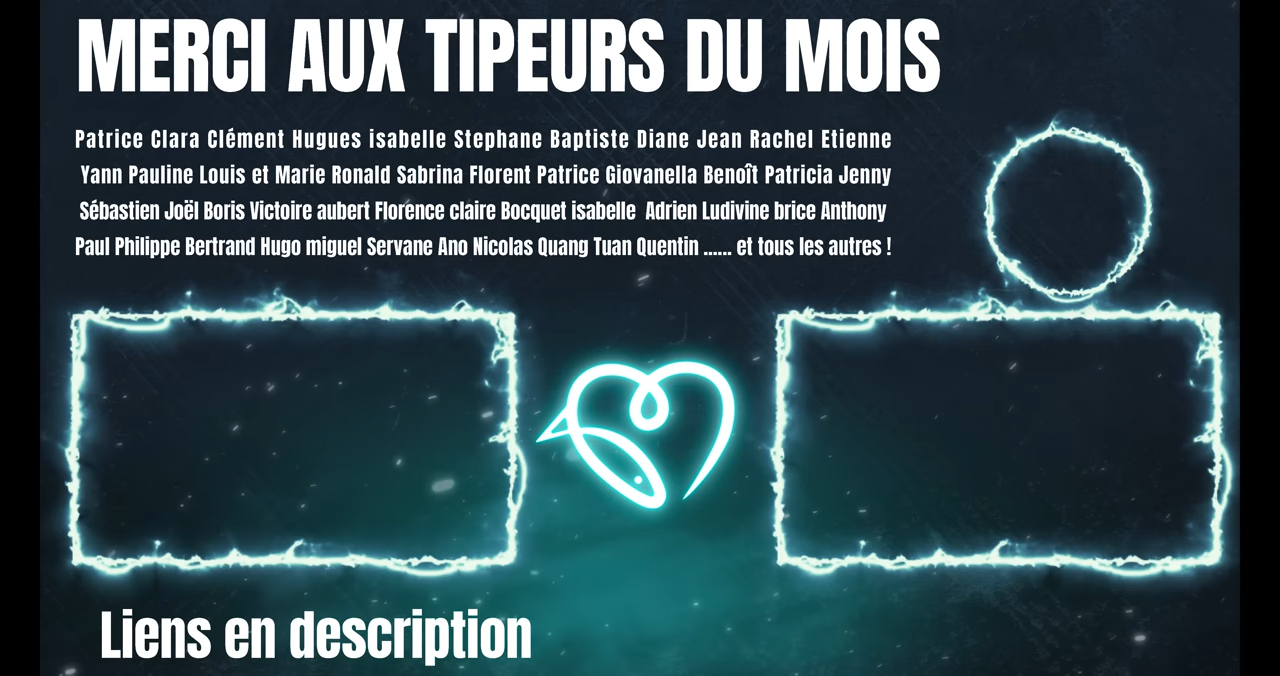 MERCI AUX TIPEURS DU MOIS
Patrice Clara Clément Hugues isabelle Stephane Baptiste Diane Jean Rachel Etienne
Yann Pauline Louis et Marie Ronald Sabrina Florent Patrice Giovanella Benoît Patricia Jenny
Sébastien Joël Boris Victoire aubert Florence claire Bocquet isabelle Adrien Ludivine brice Anthony
Paul Philippe Bertrand Hugo miguel Servane Ano Nicolas Quang Tuan Quentin ...... et tous les autres !
Liens en description